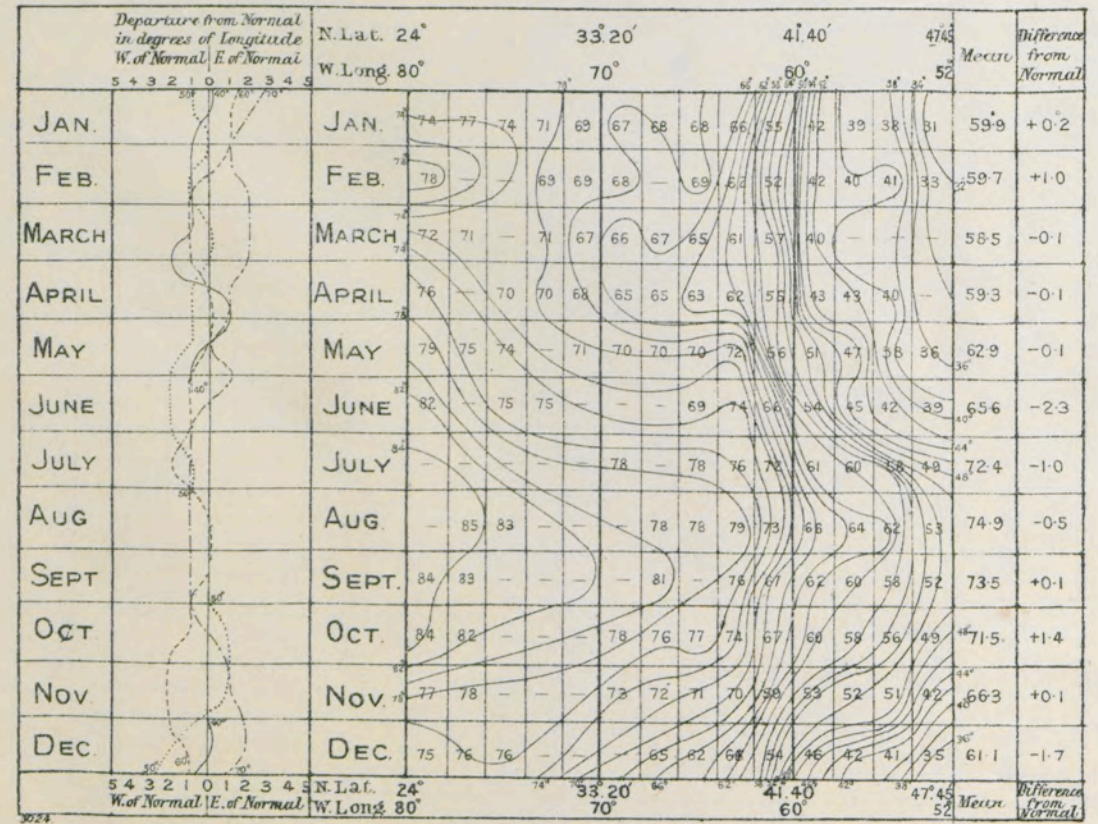 Departure from Normal
in degrees of Longitude
W. of Normal E. of Normal
5 4 3 2 1 0 1 2 3 4 5
50° 40° 60° 70°
N. Lat. 24° 33.20′ 41.40′ 47.45
W. Long. 80° 70° 60° 52
Mean
Difference
from
Normal
JAN. JAN. 74 77 74 71 69 67 68 68 66 55 42 39 38 31 59.9 +0.2
FEB. FEB. 78 — — 69 69 68 — 69 62 52 42 40 41 33 59.7 +1.0
MARCH MARCH 72 71 — 71 67 66 67 65 61 57 40 — — — 58.5 -0.1
APRIL APRIL 76 — 70 70 68 65 65 63 62 55 43 43 40 — 59.3 -0.1
MAY MAY 79 75 74 — 71 70 70 70 72 56 51 47 38 36 62.9 -0.1
JUNE JUNE 82 — 75 75 — — — 69 74 66 54 45 42 39 65.6 -2.3
JULY JULY — — — — — 78 — 78 76 72 61 60 58 49 72.4 -1.0
AUG AUG. — 85 83 — — — 78 78 79 73 66 64 62 53 74.9 -0.5
SEPT SEPT. 84 83 — — — — 81 — 76 67 62 60 58 52 73.5 +0.1
OCT OCT. 84 82 — — — 78 76 77 74 67 60 58 56 49 71.5 +1.4
NOV. NOV. 77 78 — — — 73 72 71 70 59 53 52 51 42 66.3 +0.1
DEC. DEC. 75 76 76 — — — 65 62 54 46 42 41 35 61.1 -1.7
50° 60° 70°
5 4 3 2 1 0 1 2 3 4 5
W. of Normal E. of Normal
N. Lat. 24° 33.20′ 41.40′ 47.45
W. Long. 80° 70° 60° 52
Mean
Difference
from
Normal
3024